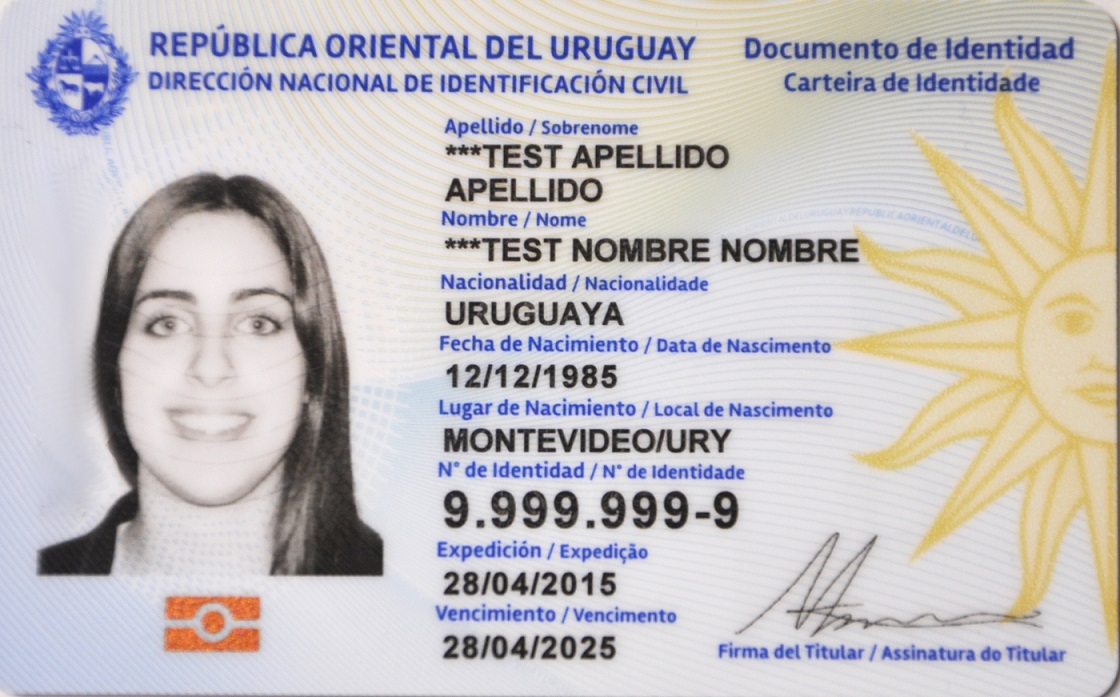 REPÚBLICA ORIENTAL DEL URUGUAY
DIRECCIÓN NACIONAL DE IDENTIFICACIÓN CIVIL
Documento de Identidad
Carteira de Identidade
Apellido / Sobrenome
***TEST APELLIDO
APELLIDO
Nombre / Nome
***TEST NOMBRE NOMBRE
Nacionalidad / Nacionalidade
URUGUAYA
Fecha de Nacimiento / Data de Nascimento
12/12/1985
Lugar de Nacimiento / Local de Nascimento
MONTEVIDEO/URY
N° de Identidad / N° de Identidade
9.999.999-9
Expedición / Expedição
28/04/2015
Vencimiento / Vencimento
28/04/2025
Firma del Titular / Assinatura do Titular